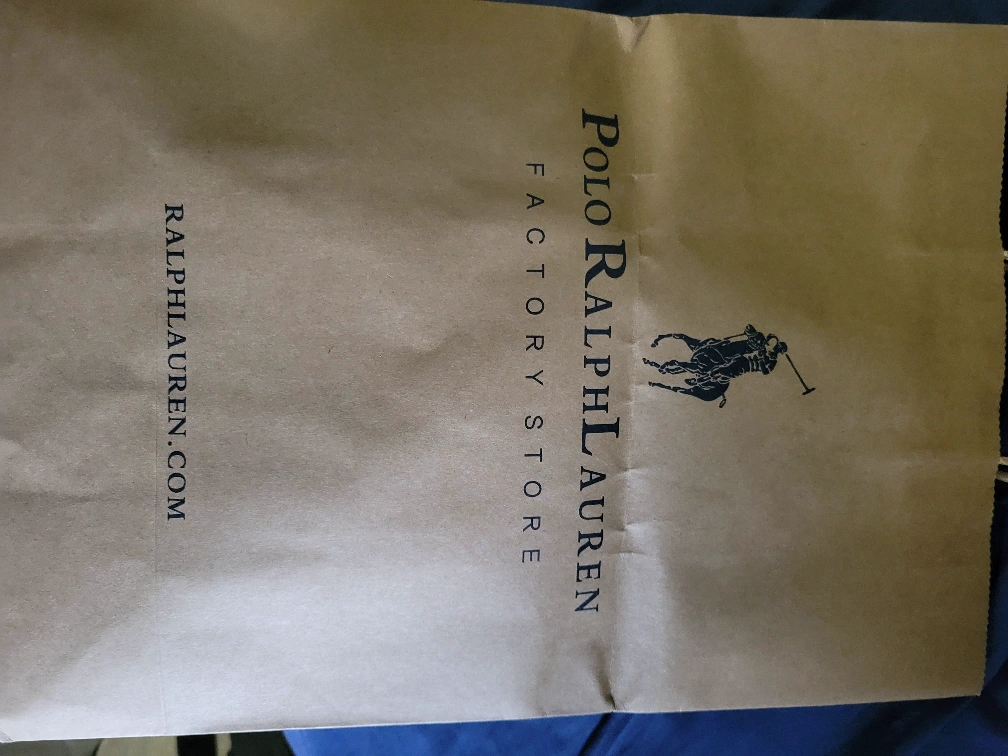 POLO RALPH LAUREN
FACTORY STORE
RALPHLAUREN.COM